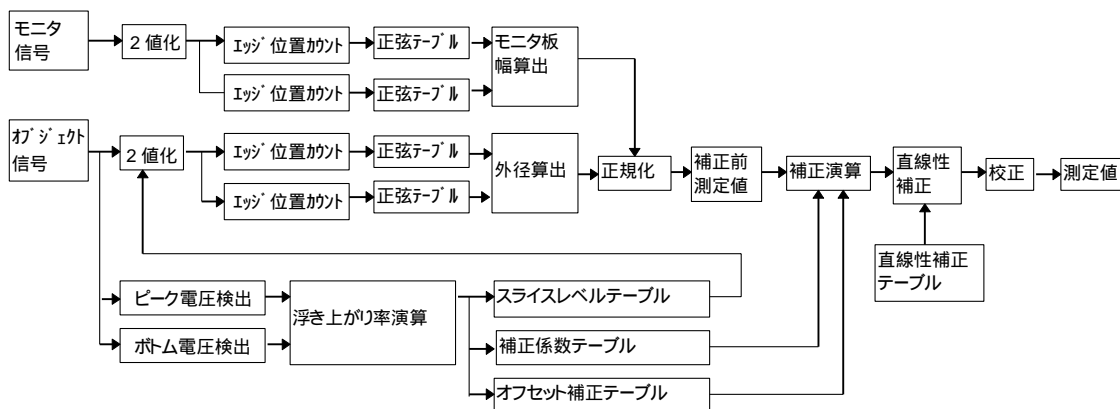 モニタ
信号
２値化
ｴｯｼﾞ位置ｶｳﾝﾄ
正弦ﾃｰﾌﾞﾙ
モニタ板
幅算出
ｴｯｼﾞ位置ｶｳﾝﾄ
正弦ﾃｰﾌﾞﾙ
ｵﾌﾞｼﾞｪｸﾄ
信号
２値化
ｴｯｼﾞ位置ｶｳﾝﾄ
正弦ﾃｰﾌﾞﾙ
外径算出
正規化
補正前
測定値
補正演算
直線性
補正
校正
測定値
ｴｯｼﾞ位置ｶｳﾝﾄ
正弦ﾃｰﾌﾞﾙ
直線性補正
テーブル
ピーク電圧検出
浮き上がり率演算
スライスレベルテーブル
ボトム電圧検出
補正係数テーブル
オフセット補正テーブル